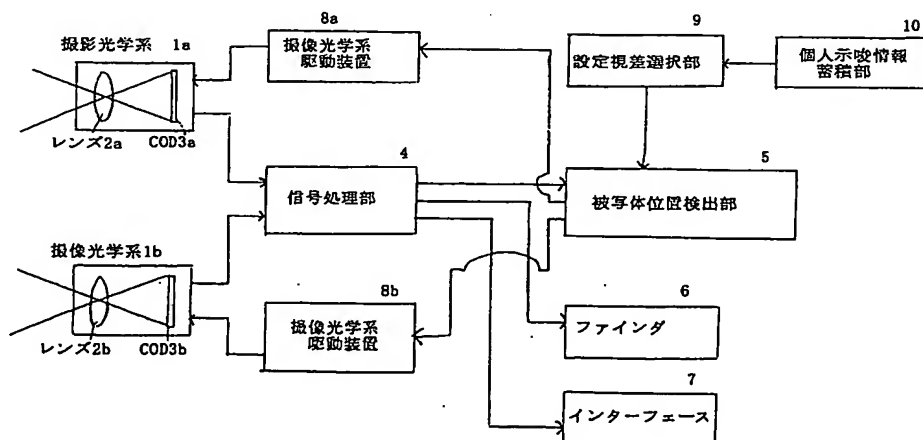 撮影光学系 1a
レンズ2a
COD3a
8a
撮像光学系
駆動装置
9
設定視差選択部
10
個人示唆情報
蓄積部
4
信号処理部
5
被写体位置検出部
撮像光学系1b
レンズ2b
COD3b
8b
撮像光学系
駆動装置
6
ファインダ
7
インターフェース